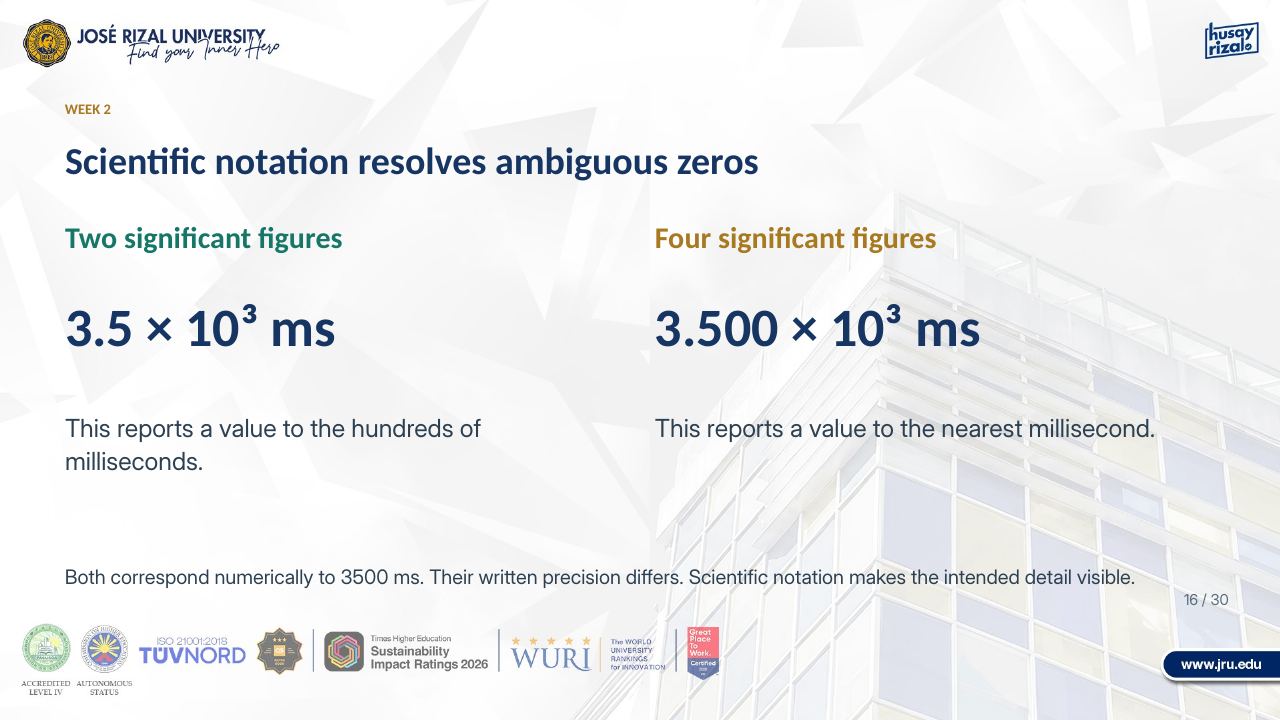 JOSÉ RIZAL UNIVERSITY
Find your Inner Hero
husay
rizal
WEEK 2
Scientific notation resolves ambiguous zeros
Two significant figures
Four significant figures
3.5 × 10³ ms
3.500 × 10³ ms
This reports a value to the hundreds of
milliseconds.
This reports a value to the nearest millisecond.
Both correspond numerically to 3500 ms. Their written precision differs. Scientific notation makes the intended detail visible.
16 / 30
ACCREDITED
LEVEL IV
AUTONOMOUS
STATUS
ISO 21001:2018
TÜVNORD
Times Higher Education
Sustainability
Impact Ratings 2026
WURI
The WORLD
UNIVERSITY
RANKINGS
for INNOVATION
Great
Place
To
Work.
Certified
www.jru.edu